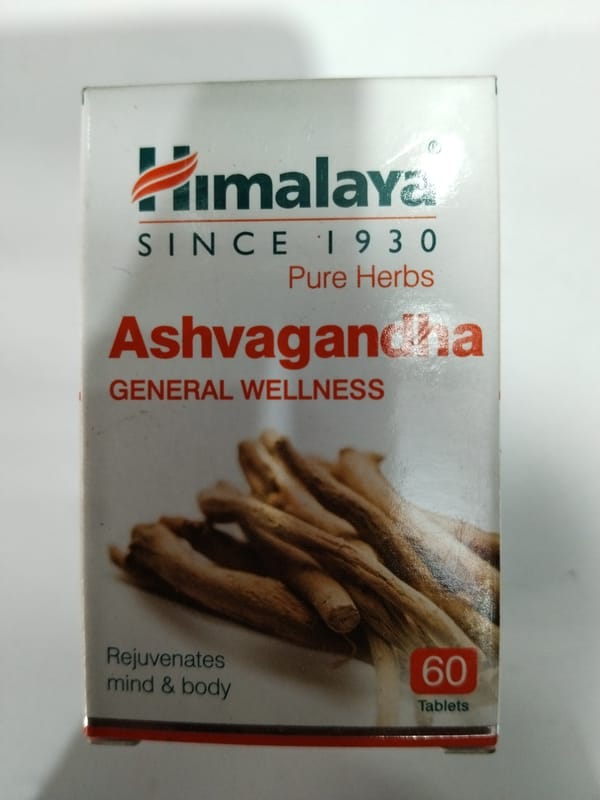 Himalaya®
SINCE 1930
Pure Herbs
Ashvagandha
GENERAL WELLNESS
Rejuvenates
mind & body
60
Tablets